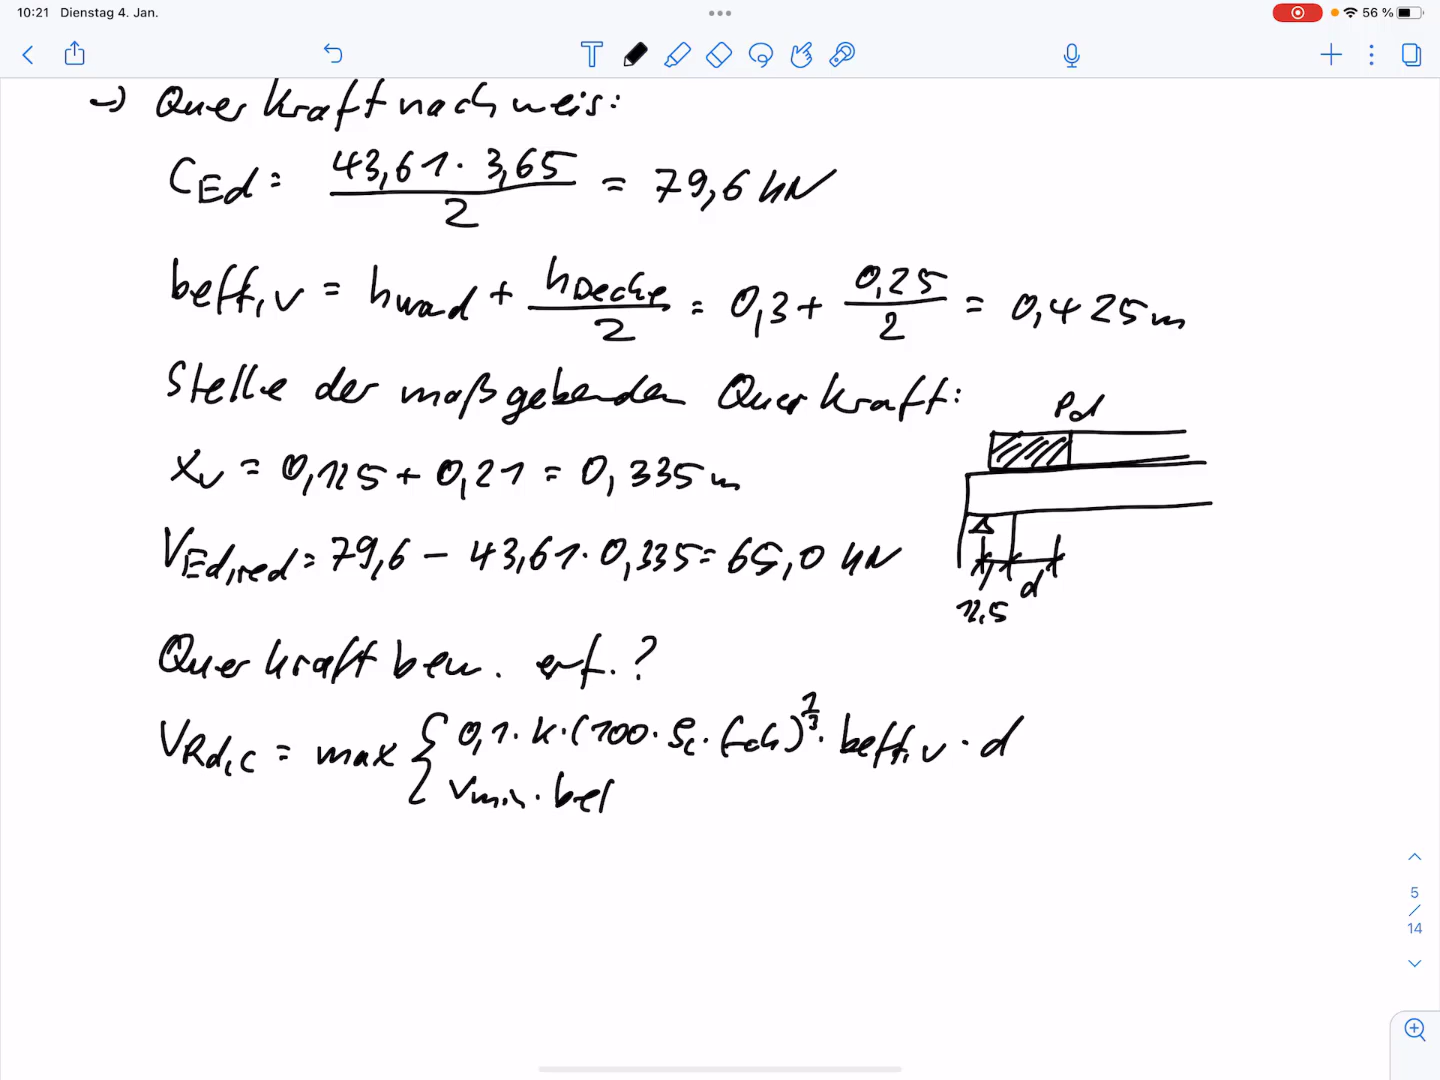 10:21 Dienstag 4. Jan.
56 %
→ Querkraftnachweis:
C_Ed = 43,61 · 3,65 / 2 = 79,6 kN
beff,v = hwand + hDecke / 2 = 0,3 + 0,25 / 2 = 0,425 m
Stelle der maßgebenden Querkraft:
Pd
xv = 0,125 + 0,21 = 0,335 m
VEd,red = 79,6 − 43,61 · 0,335 = 65,0 kN
d
12,5
Querkraftbew. erf.?
VRd,c = max { 0,1 · k · (100 · ρl · fck)^1/3 · beff,v · d
vmin · bef
5
/
14